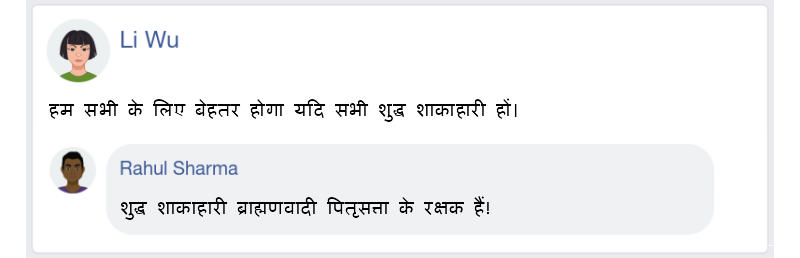 Li Wu
हम सभी के लिए बेहतर होगा यदि सभी शुद्ध शाकाहारी हों।
Rahul Sharma
शुद्ध शाकाहारी ब्राह्मणवादी पितृसत्ता के रक्षक हैं!